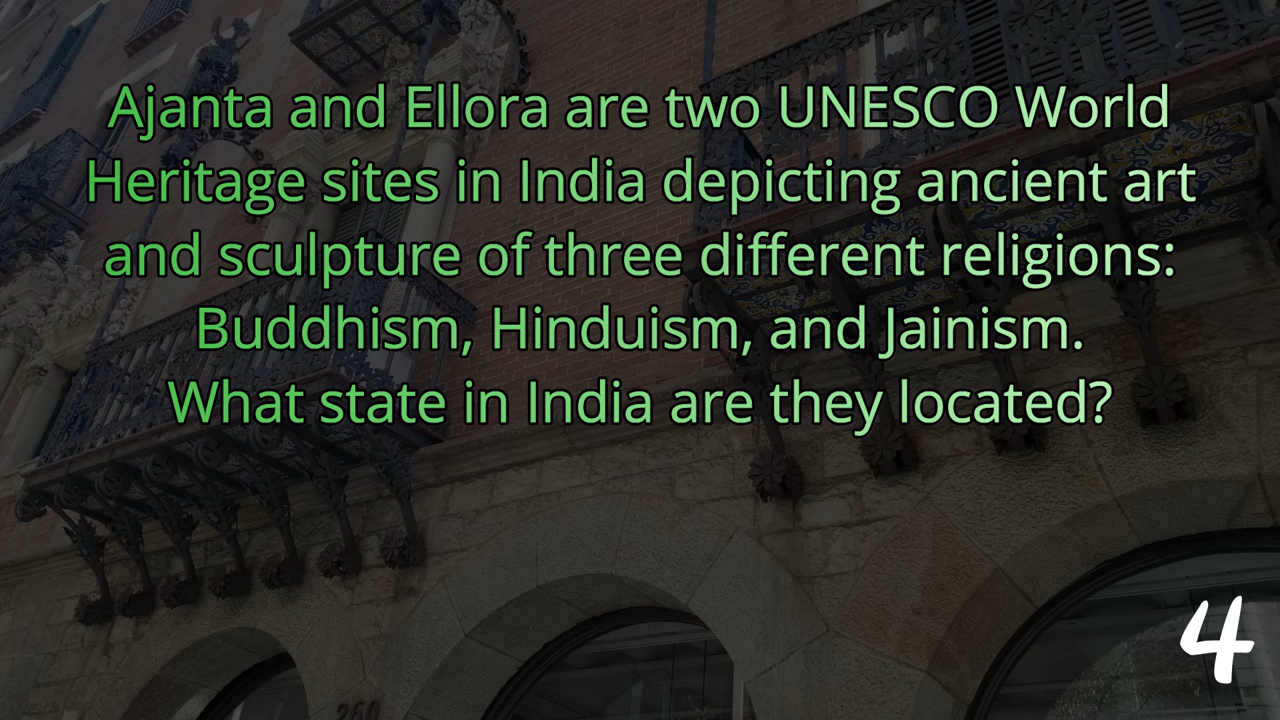 Ajanta and Ellora are two UNESCO World
Heritage sites in India depicting ancient art
and sculpture of three different religions:
Buddhism, Hinduism, and Jainism.
What state in India are they located?
4